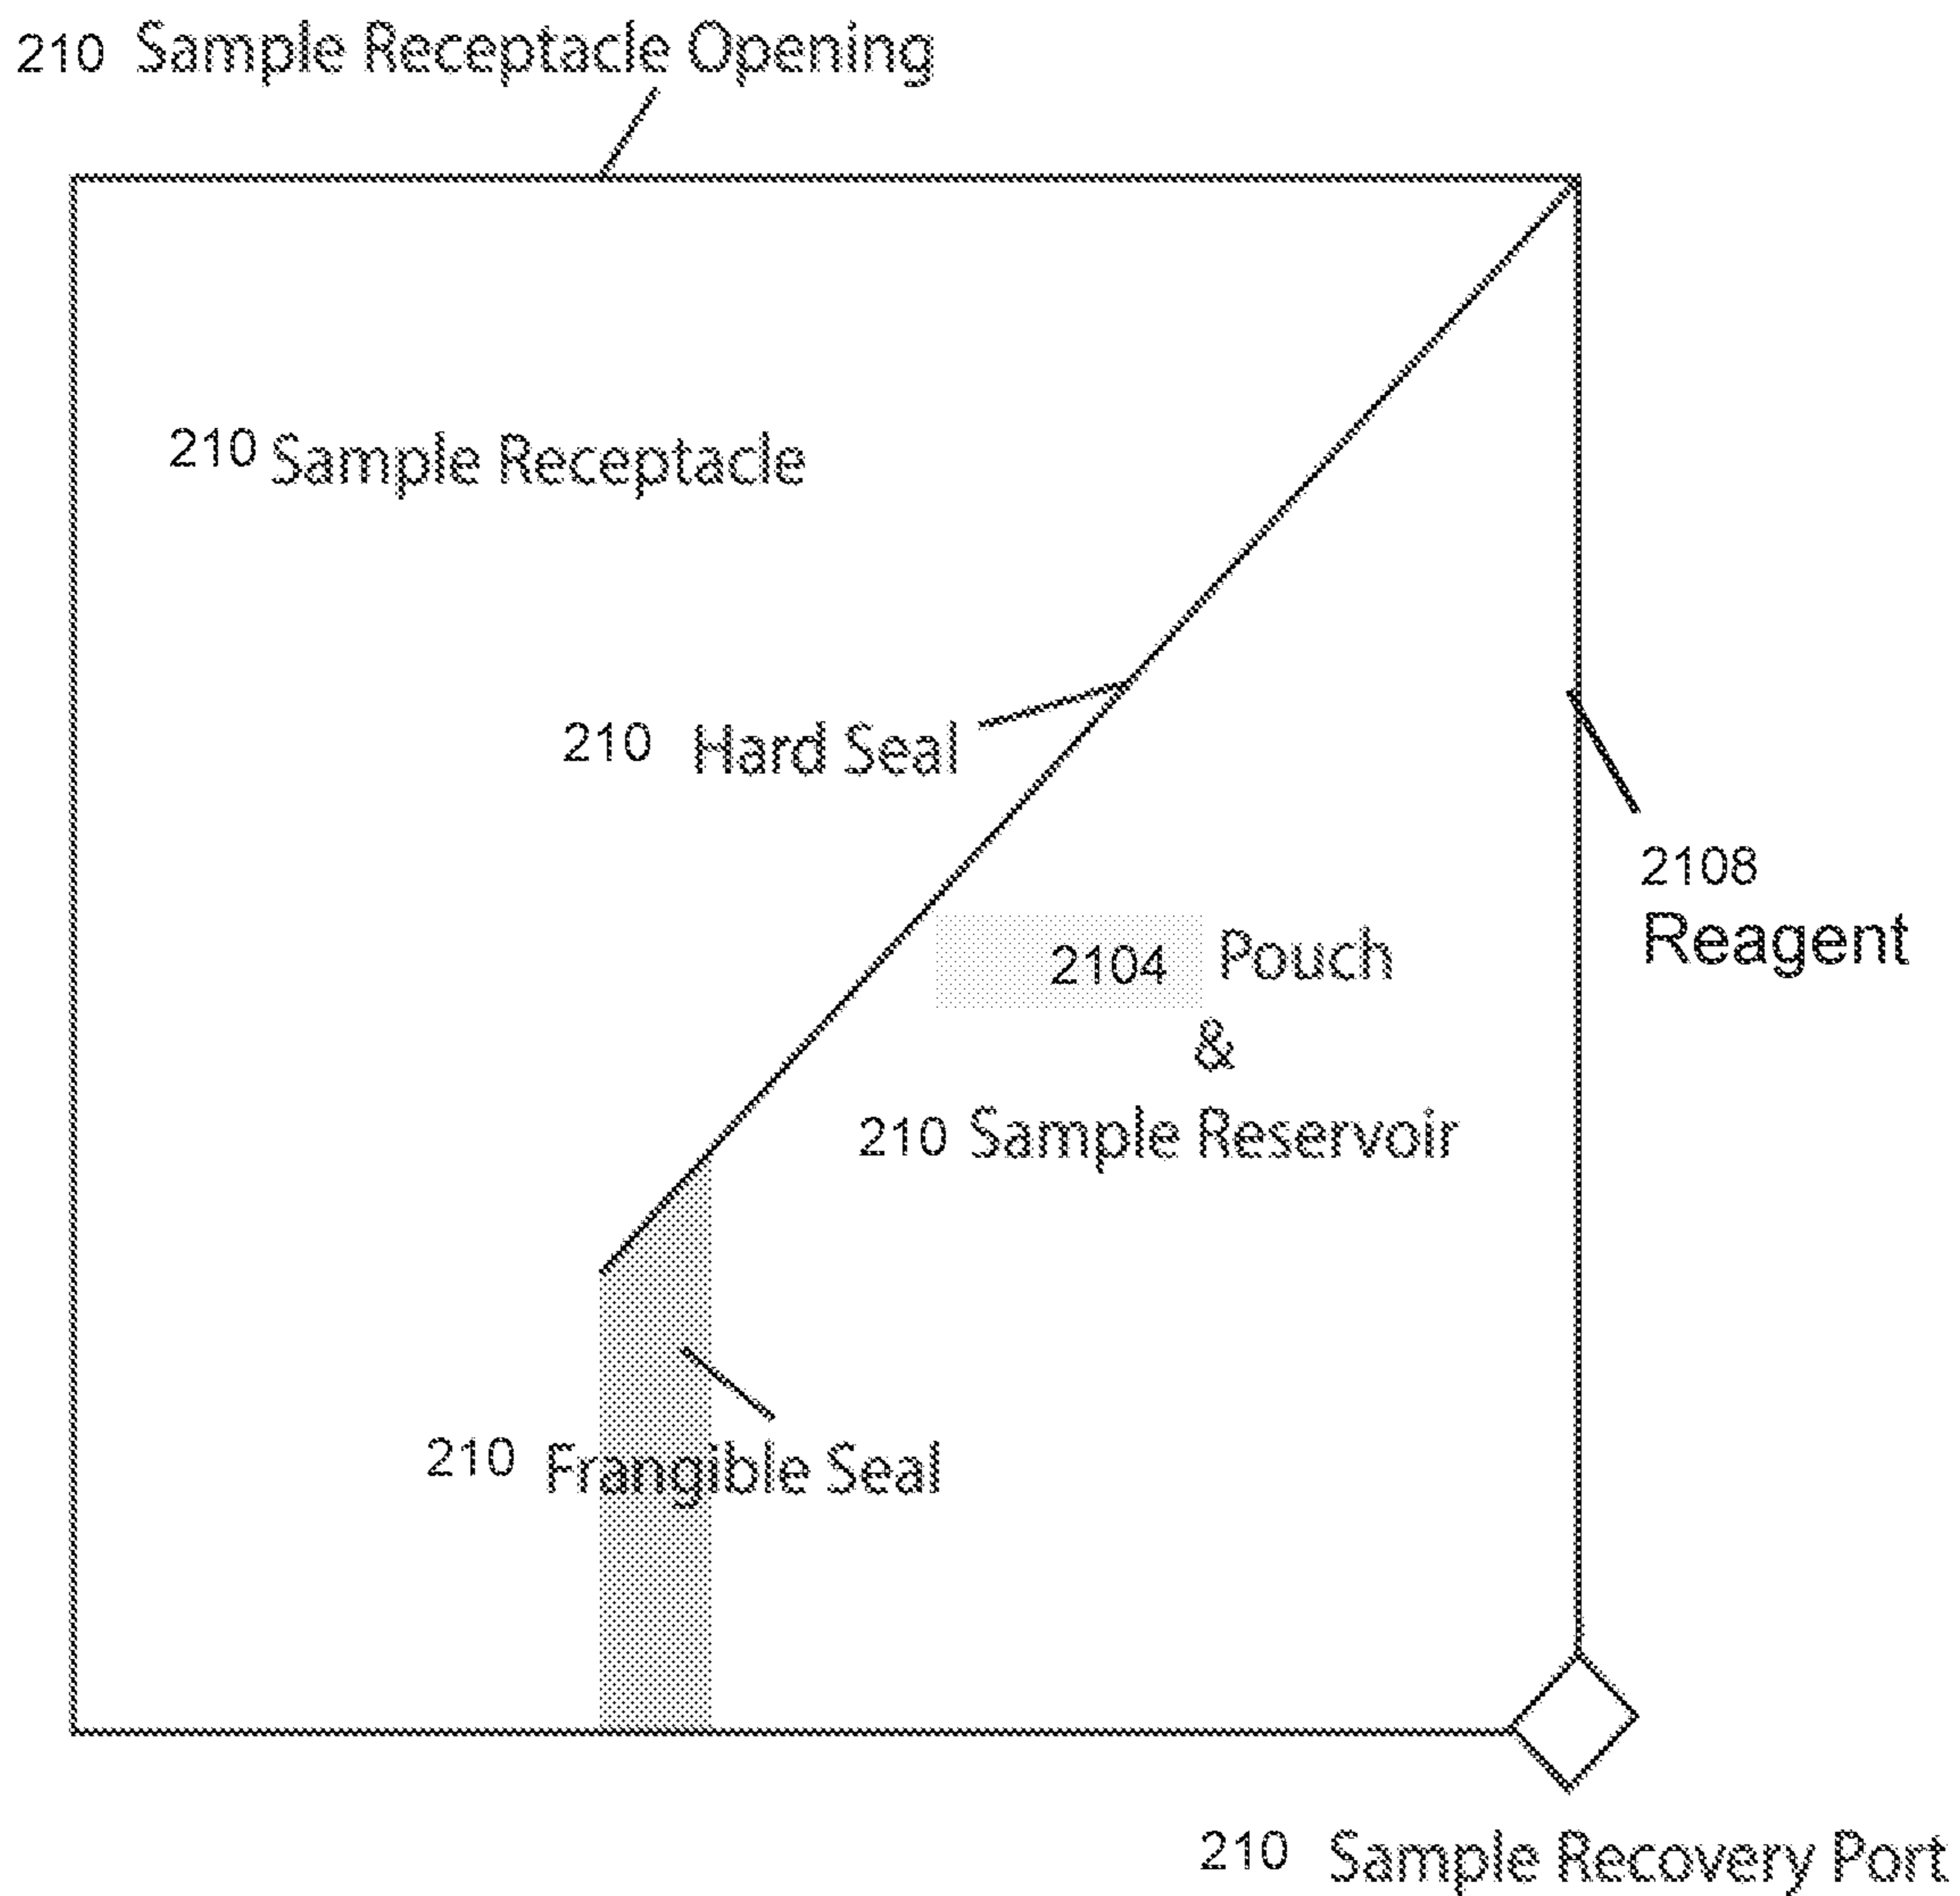 210 Sample Receptacle Opening
210 Sample Receptacle
210 Hard Seal
2108
Reagent
2104 Pouch
&
210 Sample Reservoir
210 Frangible Seal
210 Sample Recovery Port